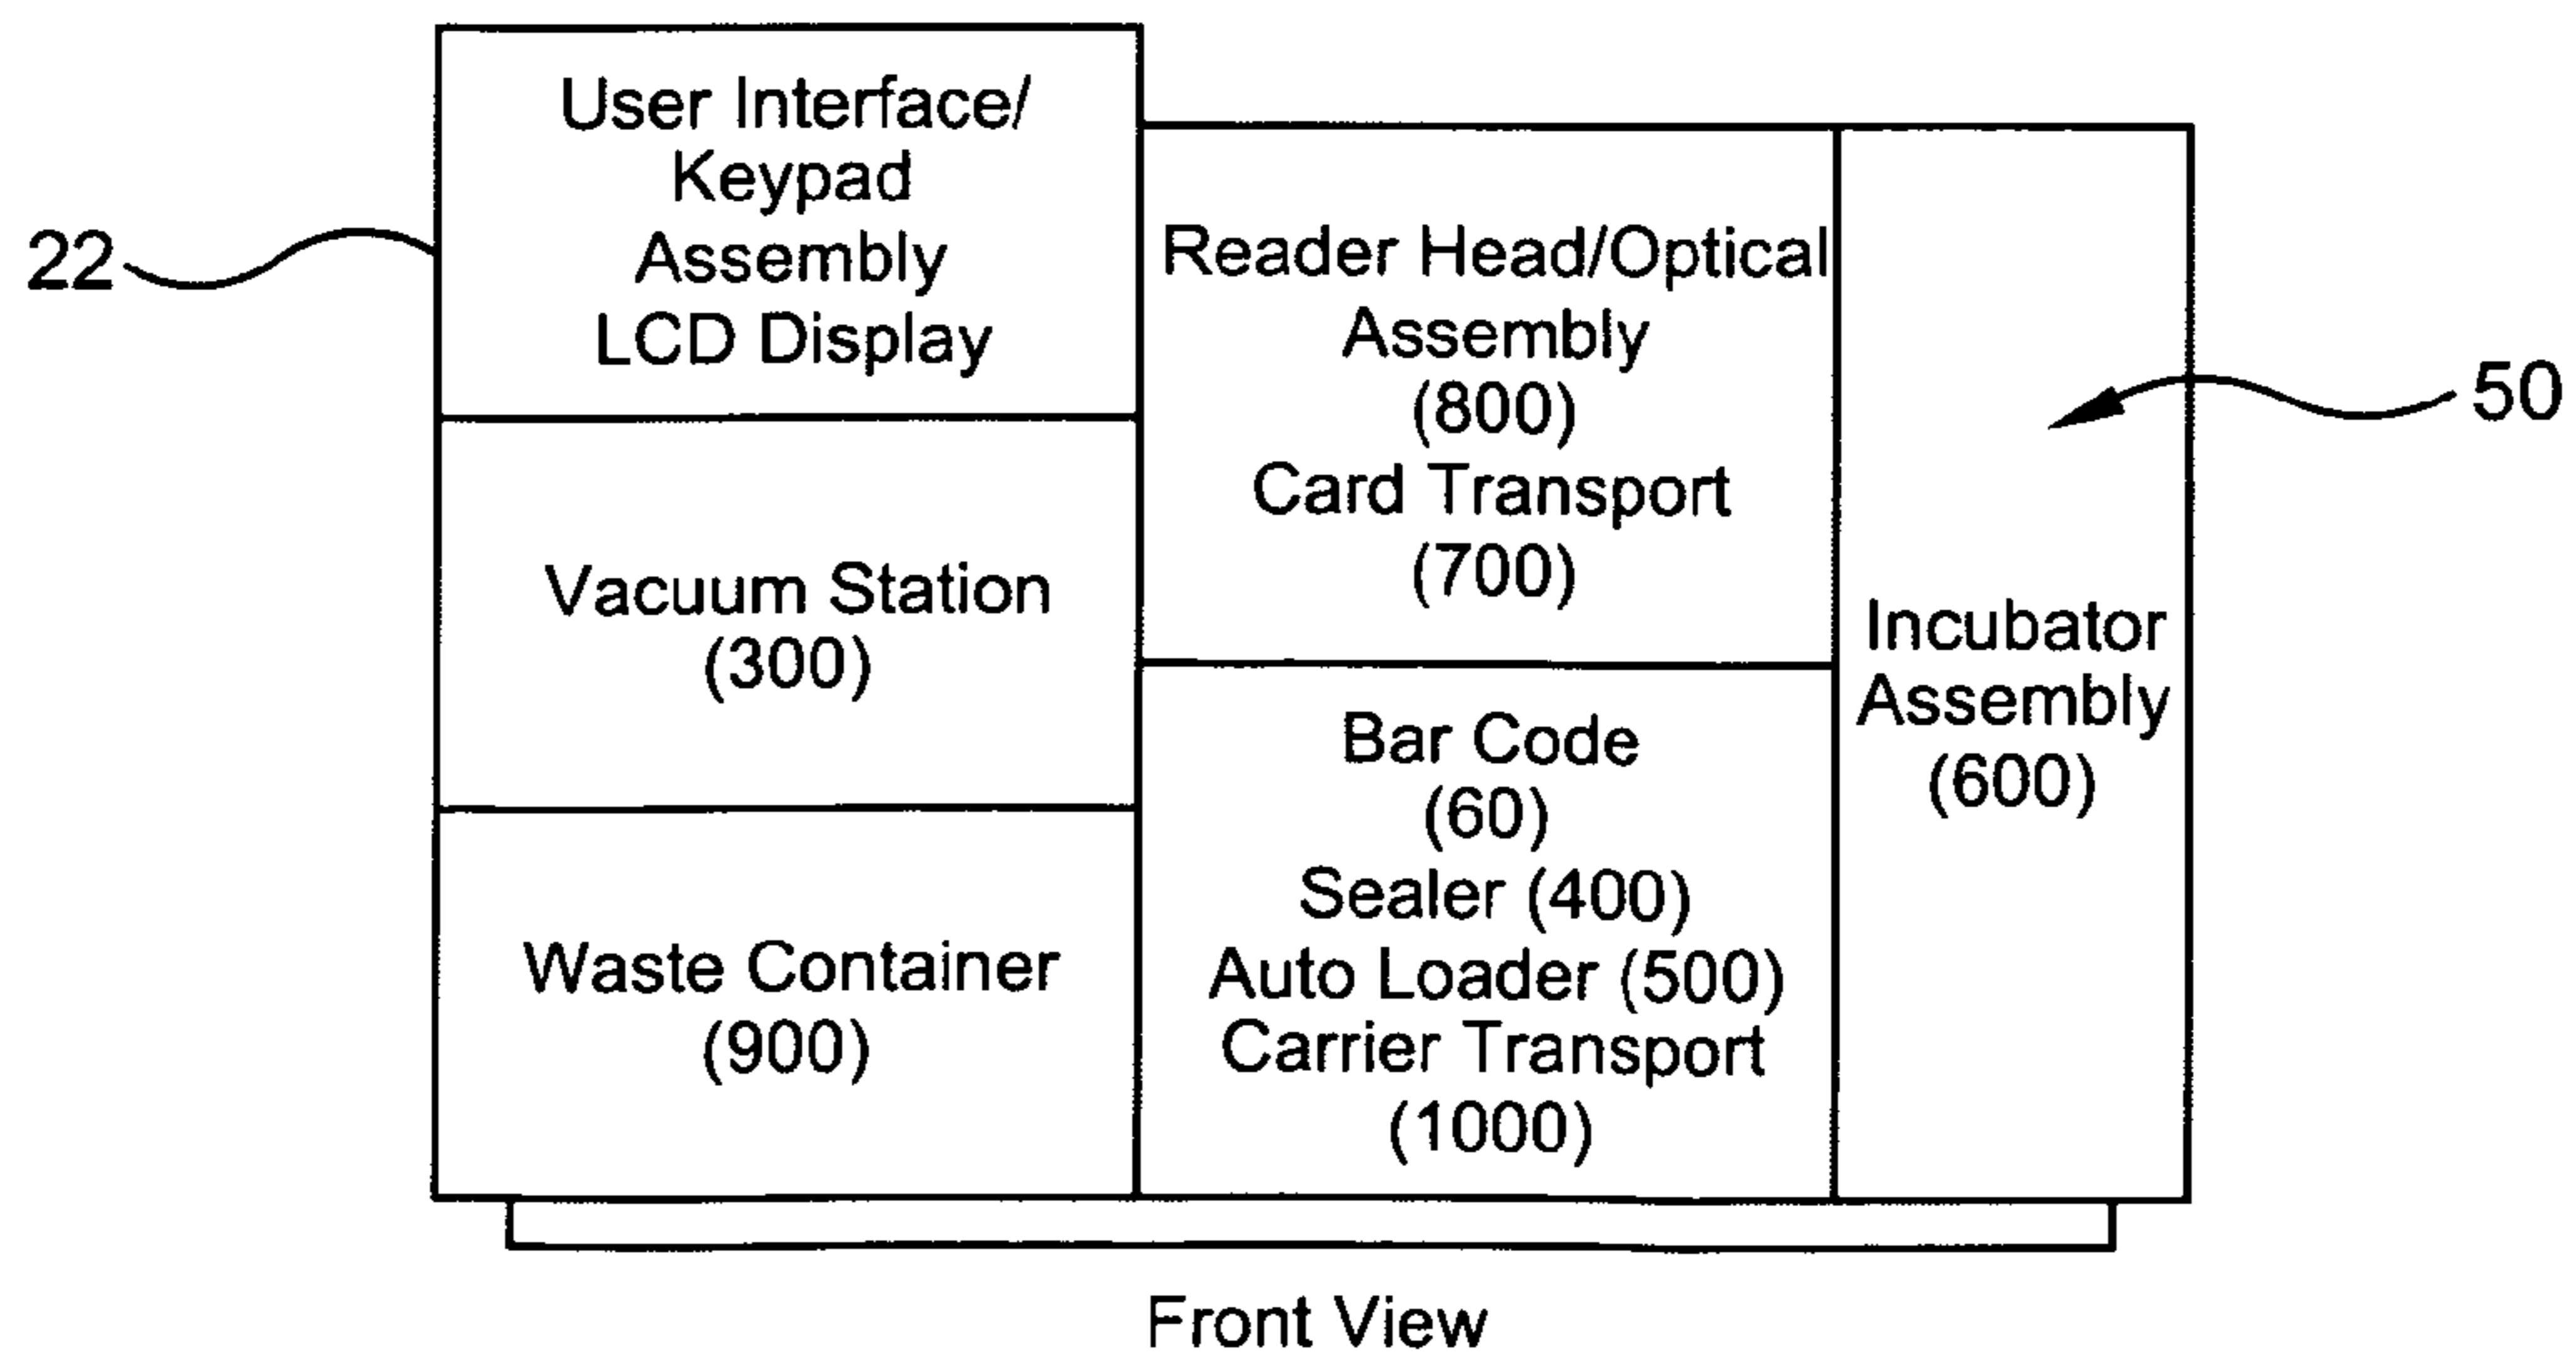 User Interface/
Keypad
Assembly
LCD Display
22
Vacuum Station
(300)
Waste Container
(900)
Reader Head/Optical
Assembly
(800)
Card Transport
(700)
Bar Code
(60)
Sealer (400)
Auto Loader (500)
Carrier Transport
(1000)
Incubator
Assembly
(600)
50
Front View